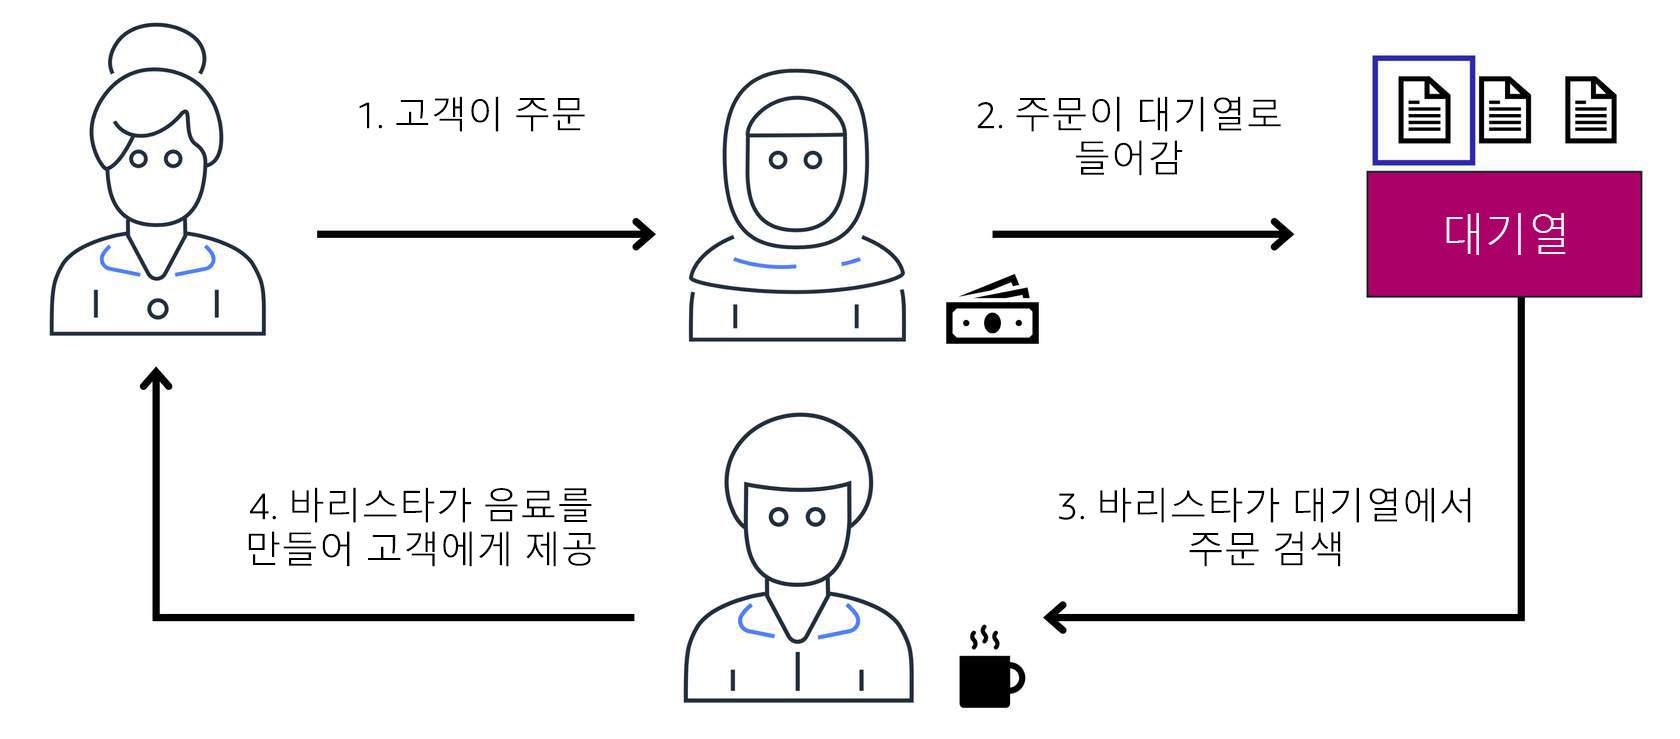 1. 고객이 주문
2. 주문이 대기열로
들어감
대기열
3. 바리스타가 대기열에서
주문 검색
4. 바리스타가 음료를
만들어 고객에게 제공